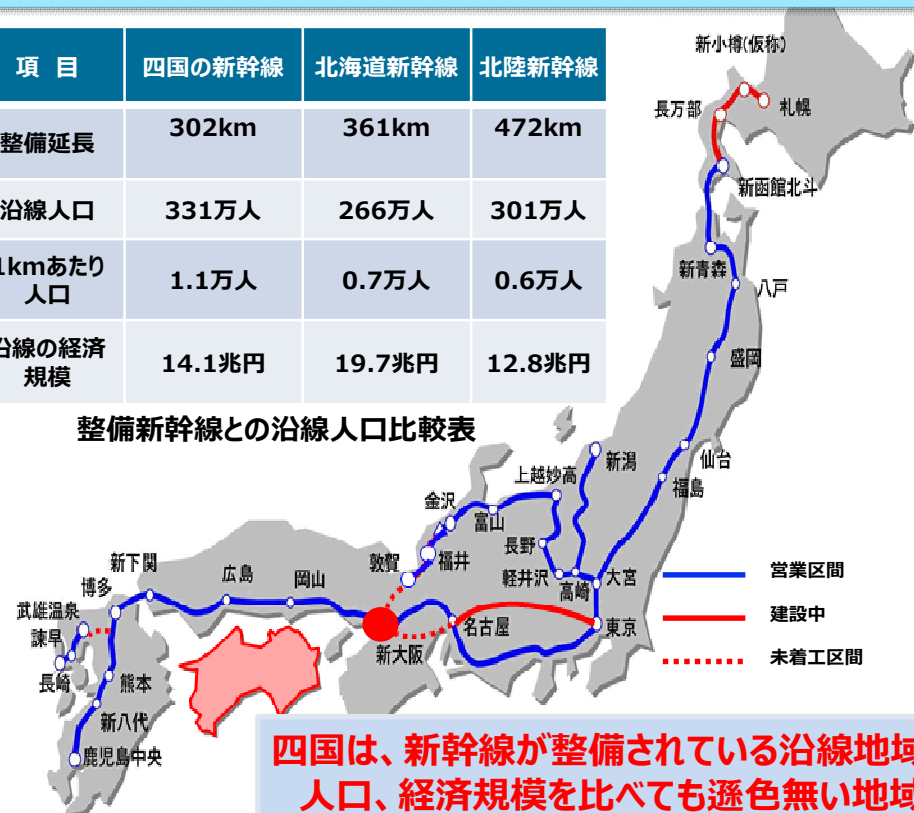 項 目
四国の新幹線
北海道新幹線
北陸新幹線
整備延長
302km
361km
472km
沿線人口
331万人
266万人
301万人
1kmあたり
人口
1.1万人
0.7万人
0.6万人
沿線の経済
規模
14.1兆円
19.7兆円
12.8兆円
整備新幹線との沿線人口比較表
新小樽(仮称)
長万部
札幌
新函館北斗
新青森
八戸
盛岡
仙台
福島
新潟
上越妙高
金沢
富山
長野
福井
敦賀
軽井沢
高崎
大宮
東京
名古屋
新大阪
岡山
広島
新下関
博多
武雄温泉
諫早
長崎
熊本
新八代
鹿児島中央
営業区間
建設中
未着工区間
四国は、新幹線が整備されている沿線地域
人口、経済規模を比べても遜色無い地域